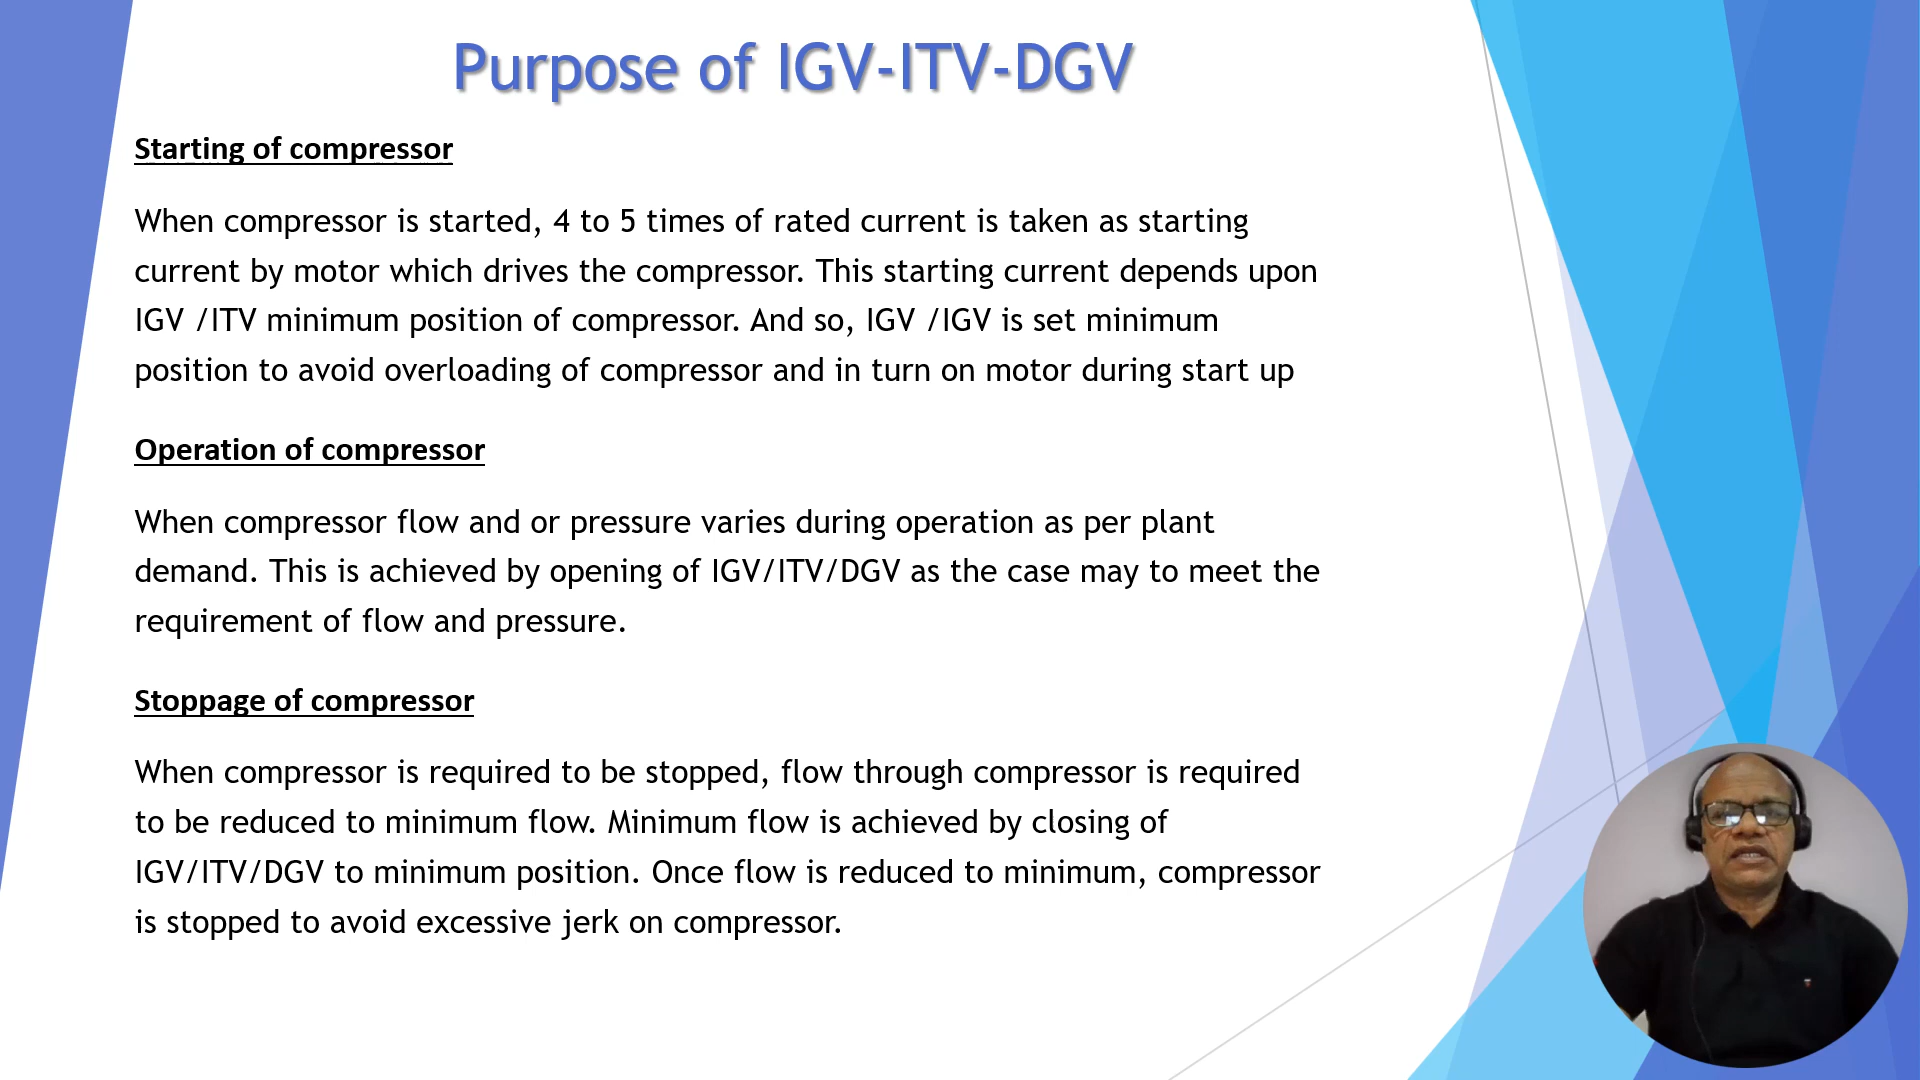 Purpose of IGV-ITV-DGV
Starting of compressor
When compressor is started, 4 to 5 times of rated current is taken as starting
current by motor which drives the compressor. This starting current depends upon
IGV /ITV minimum position of compressor. And so, IGV /IGV is set minimum
position to avoid overloading of compressor and in turn on motor during start up
Operation of compressor
When compressor flow and or pressure varies during operation as per plant
demand. This is achieved by opening of IGV/ITV/DGV as the case may to meet the
requirement of flow and pressure.
Stoppage of compressor
When compressor is required to be stopped, flow through compressor is required
to be reduced to minimum flow. Minimum flow is achieved by closing of
IGV/ITV/DGV to minimum position. Once flow is reduced to minimum, compressor
is stopped to avoid excessive jerk on compressor.